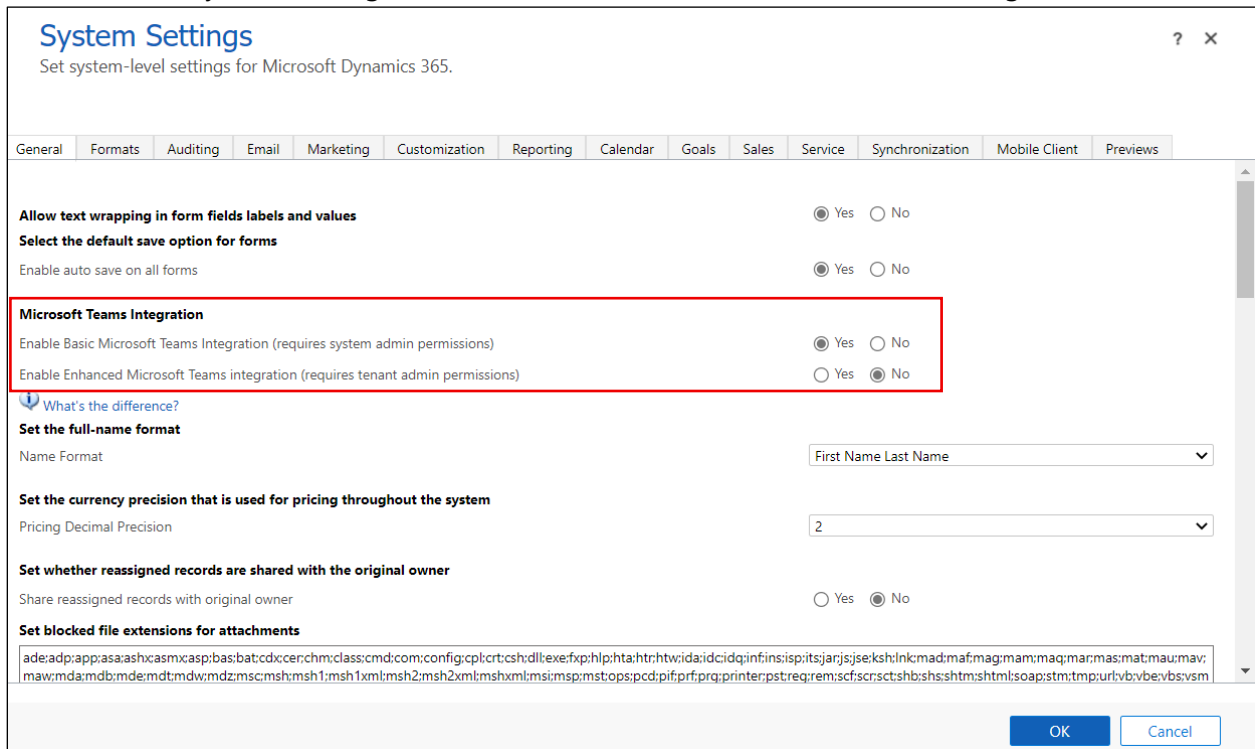 System Settings
? ×
Set system-level settings for Microsoft Dynamics 365.
General Formats Auditing Email Marketing Customization Reporting Calendar Goals Sales Service Synchronization Mobile Client Previews
Allow text wrapping in form fields labels and values Yes No
Select the default save option for forms
Enable auto save on all forms Yes No
Microsoft Teams Integration
Enable Basic Microsoft Teams Integration (requires system admin permissions) Yes No
Enable Enhanced Microsoft Teams integration (requires tenant admin permissions) Yes No
What's the difference?
Set the full-name format
Name Format First Name Last Name
Set the currency precision that is used for pricing throughout the system
Pricing Decimal Precision 2
Set whether reassigned records are shared with the original owner
Share reassigned records with original owner Yes No
Set blocked file extensions for attachments
ade;adp;app;asa;ashx;asmx;asp;bas;bat;cdx;cer;chm;class;cmd;com;config;cpl;crt;csh;dll;exe;fxp;hlp;hta;htr;htw;ida;idc;idq;inf;ins;isp;its;jar;js;jse;ksh;lnk;mad;maf;mag;mam;maq;mar;mas;mat;mau;mav;
maw;mda;mdb;mde;mdt;mdw;mdz;msc;msh;msh1;msh1xml;msh2;msh2xml;mshxml;msi;msp;mst;ops;pcd;pif;prf;prg;printer;pst;reg;rem;scf;scr;sct;shb;shs;shtm;shtml;soap;stm;tmp;url;vb;vbe;vbs;vsm
OK Cancel